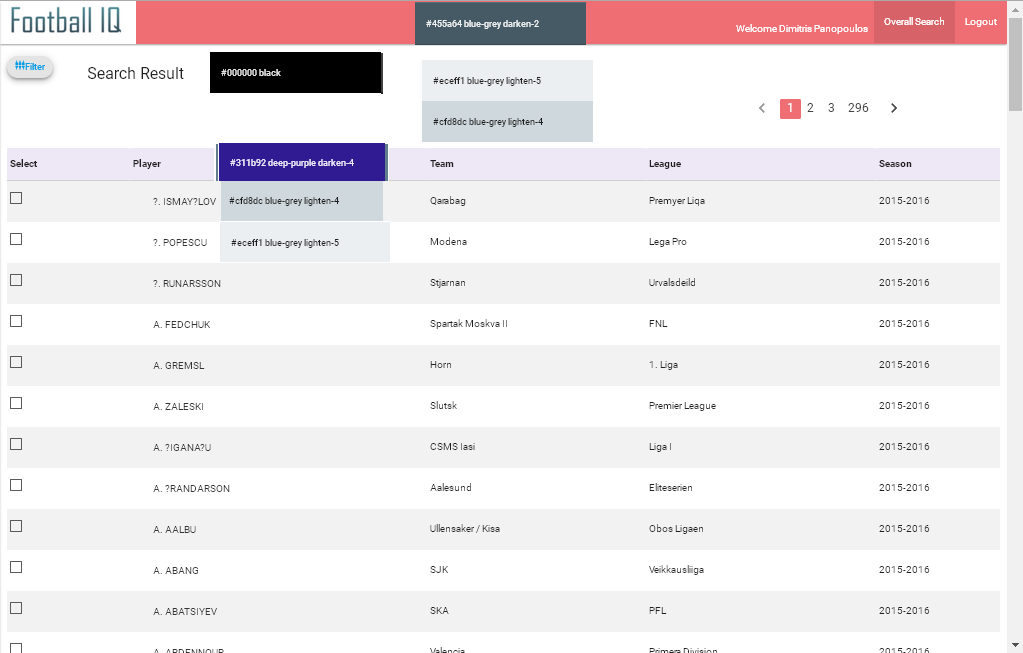 Football IQ
#455a64 blue-grey darken-2
Welcome Dimitris Panopoulos
Overall Search
Logout
Filter
Search Result
#000000 black
#eceff1 blue-grey lighten-5
#cfd8dc blue-grey lighten-4
1 2 3 296
Select Player #311b92 deep-purple darken-4 Team League Season
?. ISMAY?LOV #cfd8dc blue-grey lighten-4 Qarabag Premyer Liqa 2015-2016
?. POPESCU #eceff1 blue-grey lighten-5 Modena Lega Pro 2015-2016
?. RUNARSSON Stjarnan Urvalsdeild 2015-2016
A. FEDCHUK Spartak Moskva II FNL 2015-2016
A. GREMSL Horn 1. Liga 2015-2016
A. ZALESKI Slutsk Premier League 2015-2016
A. ?IGANA?U CSMS Iasi Liga I 2015-2016
A. ?RANDARSON Aalesund Eliteserien 2015-2016
A. AALBU Ullensaker / Kisa Obos Ligaen 2015-2016
A. ABANG SJK Veikkausliiga 2015-2016
A. ABATSIYEV SKA PFL 2015-2016
A. ABDENNOUR Valencia Primera Division 2015-2016